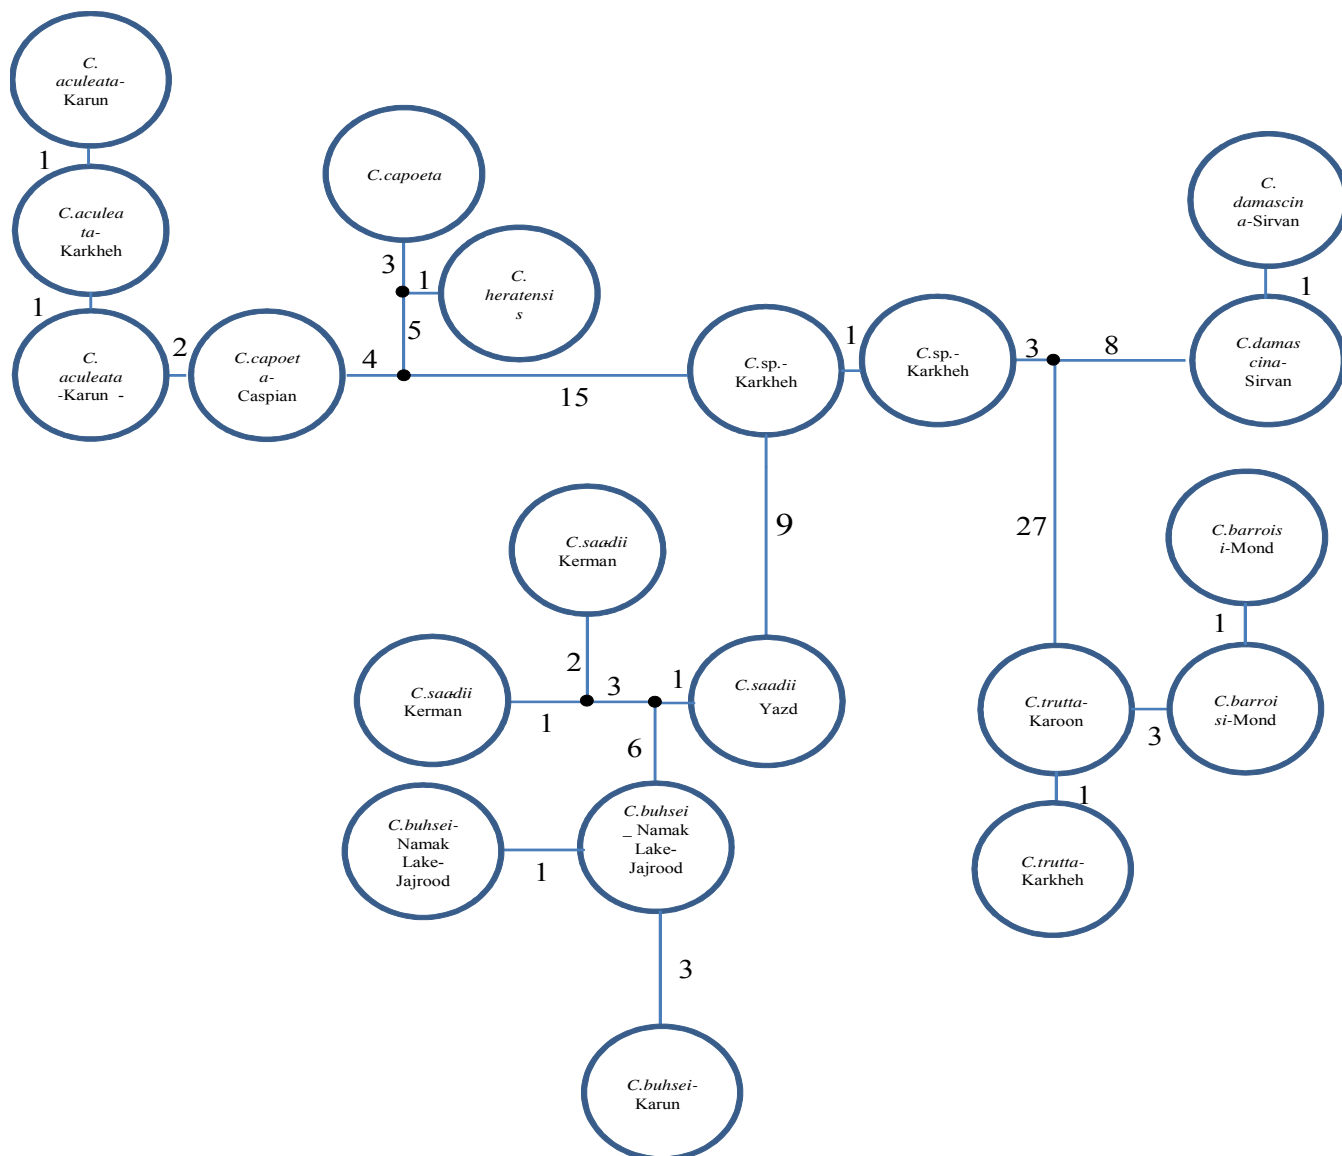 C.
aculeata-
Karun
1
C.aculea
ta-
Karkheh
1
C.
aculeata
-Karun -
2
C.capoet
a-
Caspian
4
C.capoeta
3
1
C.
heratensi
s
5
15
C.sp.-
Karkheh
1
C.sp.-
Karkheh
3
8
C.
damascin
a-Sirvan
1
C.damas
cina-
Sirvan
9
27
C.saadii
Kerman
2
C.saadii
Kerman
1
3
1
C.saadii
Yazd
6
C.buhsei-
Namak
Lake-
Jajrood
1
C.buhsei
_ Namak
Lake-
Jajrood
3
C.buhsei-
Karun
C.barrois
i-Mond
1
C.barroi
si-Mond
3
C.trutta-
Karoon
1
C.trutta-
Karkheh